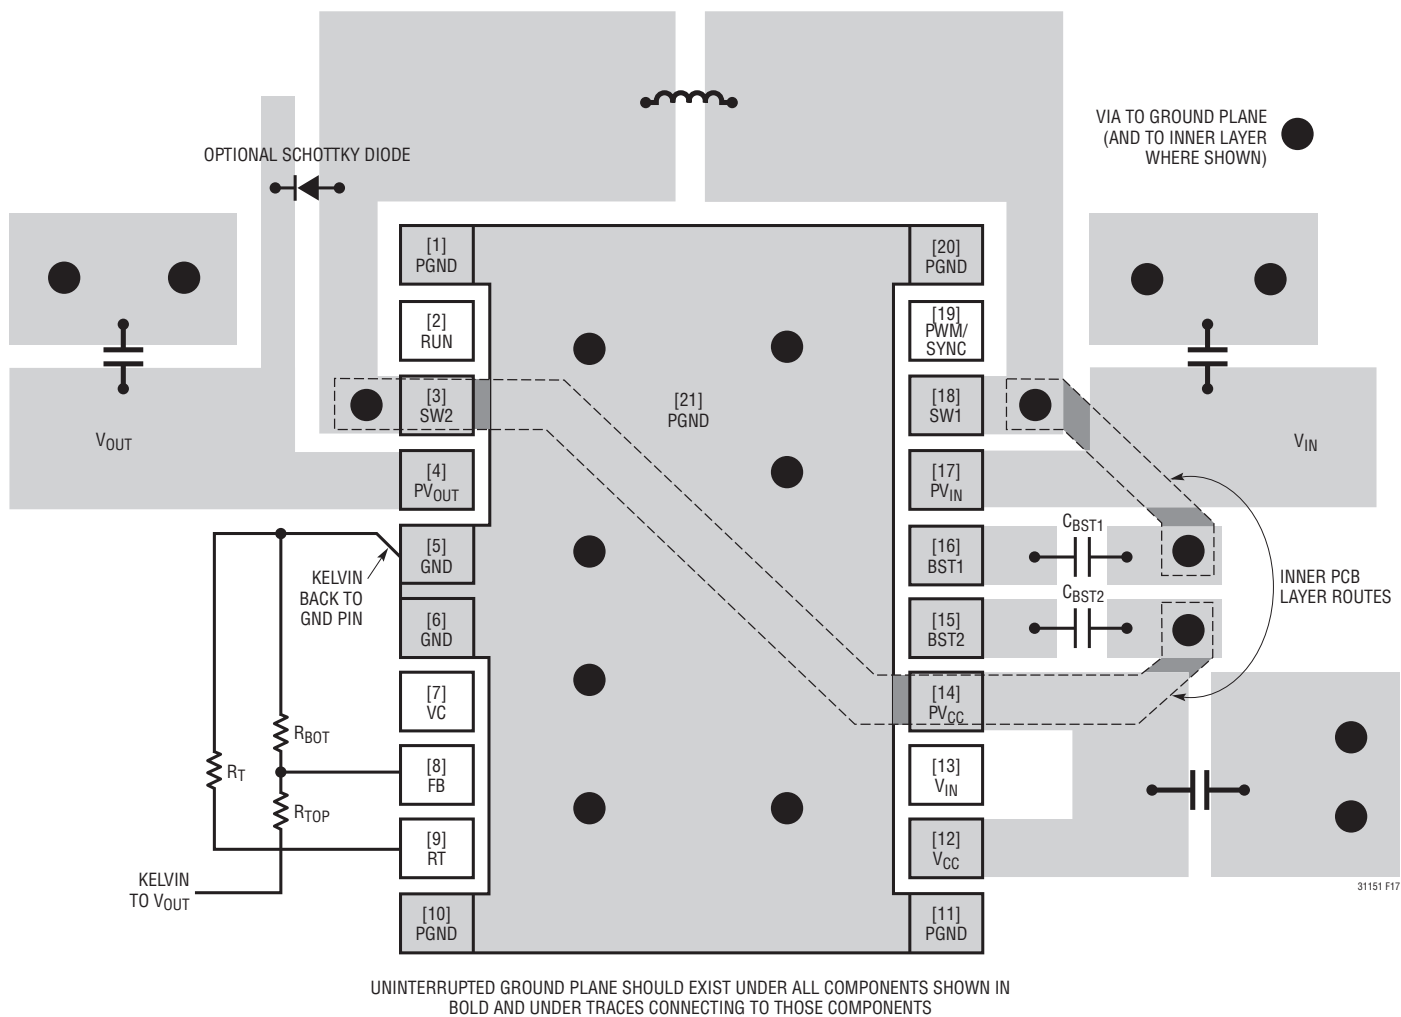 VIA TO GROUND PLANE
(AND TO INNER LAYER
WHERE SHOWN)
OPTIONAL SCHOTTKY DIODE
[1]
PGND
[20]
PGND
[2]
RUN
[19]
PWM/
SYNC
[3]
SW2
[21]
PGND
[18]
SW1
VOUT
VIN
[4]
PVOUT
[17]
PVIN
[5]
GND
[16]
BST1
CBST1
KELVIN
BACK TO
GND PIN
INNER PCB
LAYER ROUTES
[6]
GND
[15]
BST2
CBST2
[7]
VC
[14]
PVCC
RBOT
RT
[8]
FB
[13]
VIN
RTOP
[9]
RT
[12]
VCC
KELVIN
TO VOUT
31151 F17
[10]
PGND
[11]
PGND
UNINTERRUPTED GROUND PLANE SHOULD EXIST UNDER ALL COMPONENTS SHOWN IN
BOLD AND UNDER TRACES CONNECTING TO THOSE COMPONENTS